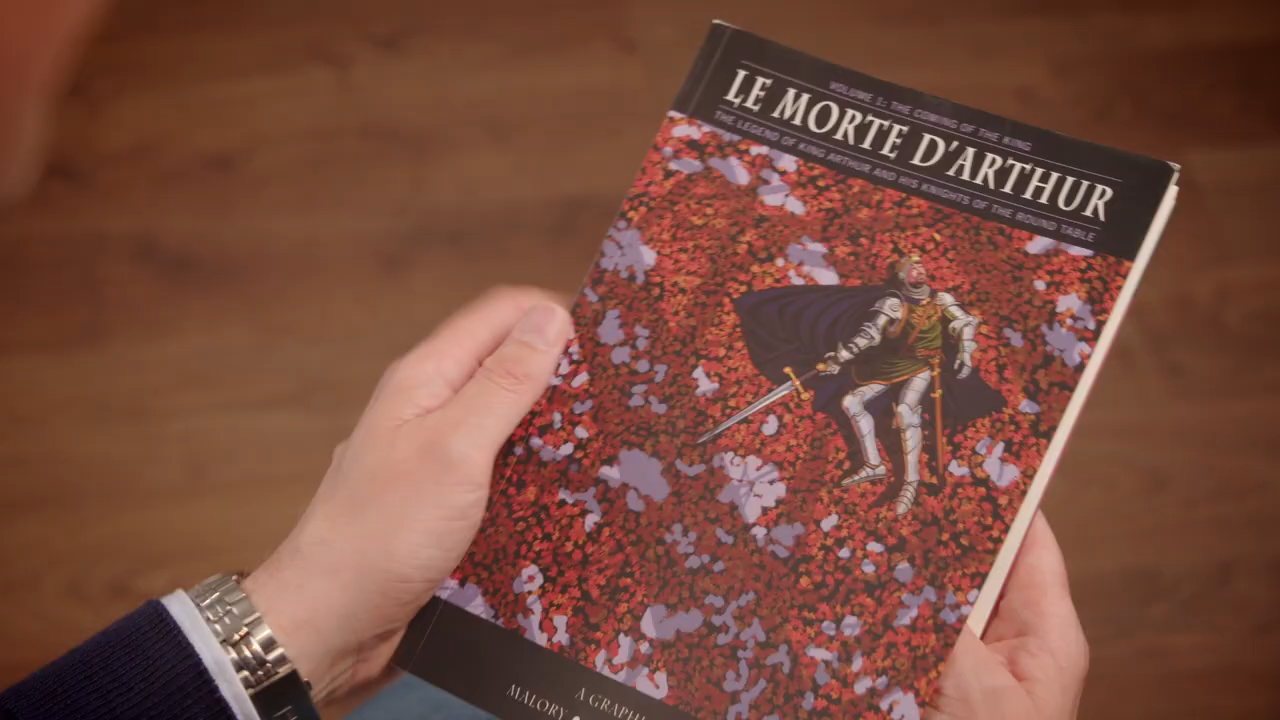 VOLUME 1: THE COMING OF THE KING
LE MORTE D'ARTHUR
THE LEGEND OF KING ARTHUR AND HIS KNIGHTS OF THE ROUND TABLE
A GRAPHI
MALORY